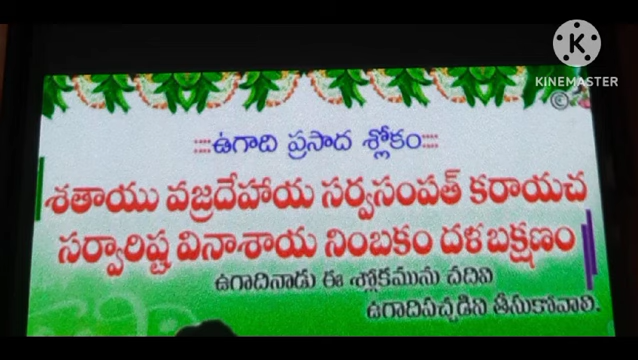 KINEMASTER
ఉగాది ప్రసాద శ్లోకం
శతాయు వజ్రదేహాయ సర్వసంపత్ కరాయచ
సర్వారిష్ట వినాశాయ నింబకం దళ బక్షణం
ఉగాదినాడు ఈ శ్లోకమును చదివి
ఉగాదిపచ్చడిని తీసుకోవాలి.